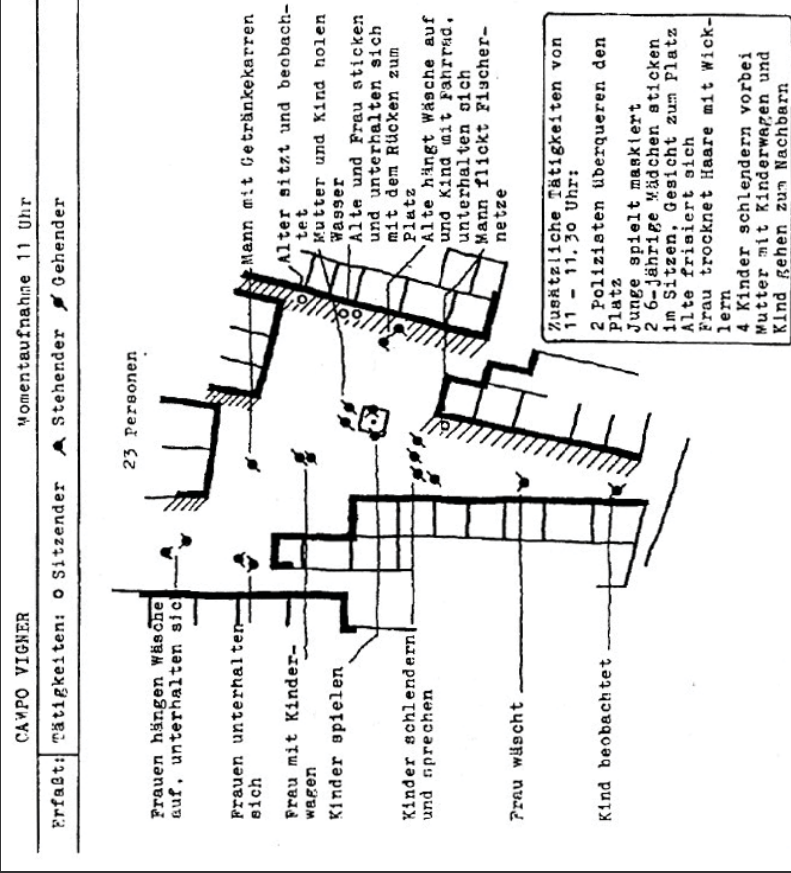 CAMPO VIGNER
Momentaufnahme 11 Uhr
Erfaßt: Tätigkeiten: o Sitzender Stehender Gehender
23 Personen
Frauen hängen Wäsche
auf, unterhalten sich
Frauen unterhalten
sich
Frau mit Kinder-
wagen
Kinder spielen
Kinder schlendern
und sprechen
Frau wäscht
Kind beobachtet
Mann mit Getränkekarren
Alter sitzt und beobach-
tet
Mutter und Kind holen
Wasser
Alte und Frau sticken
und unterhalten sich
mit dem Rücken zum
Platz
Alte hängt Wäsche auf
und Kind mit Fahrrad,
unterhalten sich
Mann flickt Fischer-
netze
Zusätzliche Tätigkeiten von
11 - 11.30 Uhr:
2 Polizisten überqueren den
Platz
Junge spielt maskiert
2 6-jährige Mädchen sticken
im Sitzen, Gesicht zum Platz
Alte frisiert sich
Frau trocknet Haare mit Wick-
lern
4 Kinder schlendern vorbei
Mutter mit Kinderwagen und
Kind gehen zum Nachbarn